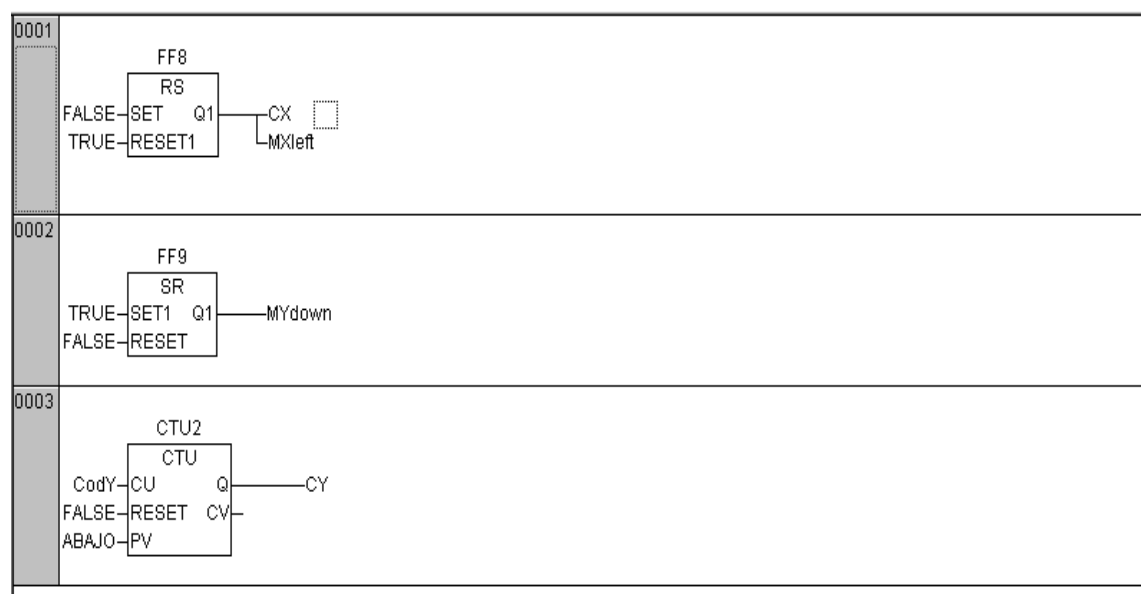 0001
FF8
RS
FALSE SET Q1 CX
TRUE RESET1 MXleft
0002
FF9
SR
TRUE SET1 Q1 MYdown
FALSE RESET
0003
CTU2
CTU
CodY CU Q CY
FALSE RESET CV
ABAJO PV